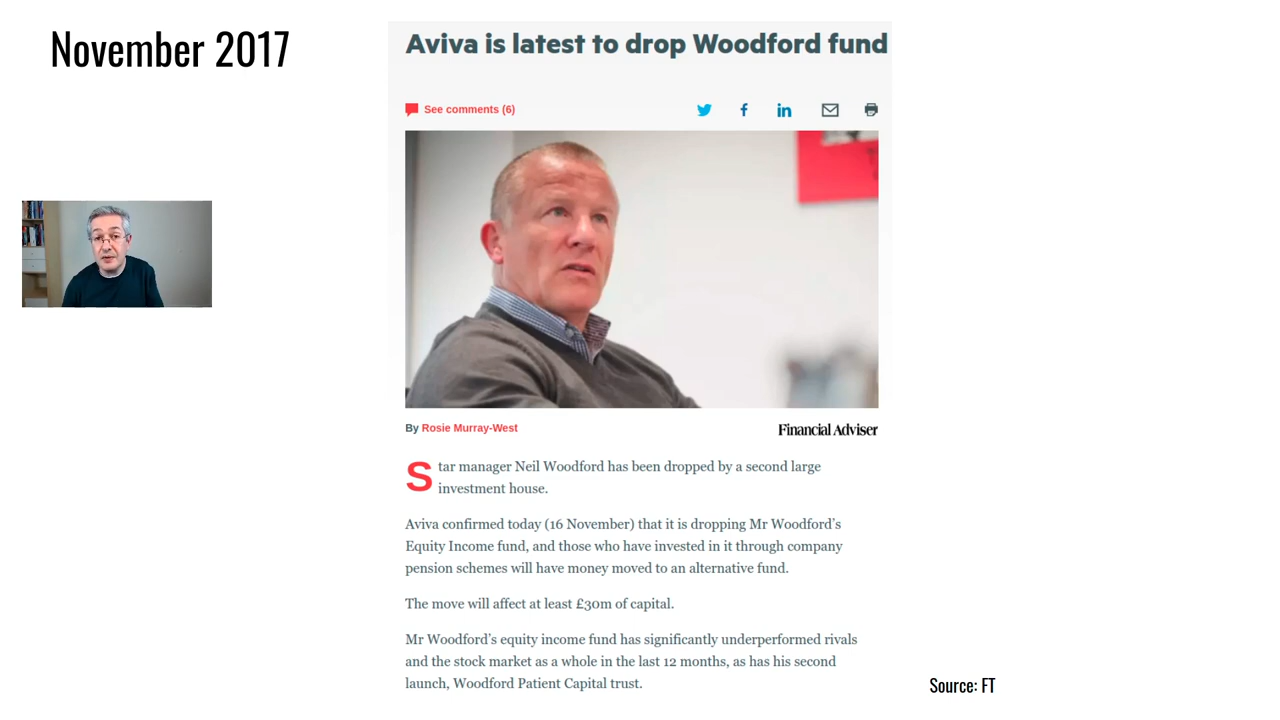 November 2017
Aviva is latest to drop Woodford fund
See comments (6)
By Rosie Murray-West
Financial Adviser
Star manager Neil Woodford has been dropped by a second large
investment house.
Aviva confirmed today (16 November) that it is dropping Mr Woodford's
Equity Income fund, and those who have invested in it through company
pension schemes will have money moved to an alternative fund.
The move will affect at least £30m of capital.
Mr Woodford's equity income fund has significantly underperformed rivals
and the stock market as a whole in the last 12 months, as has his second
launch, Woodford Patient Capital trust.
Source: FT